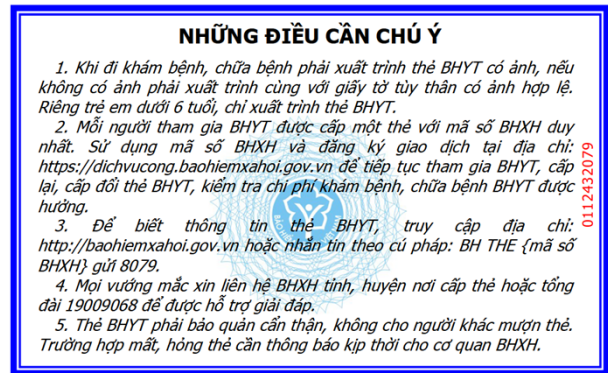 NHỮNG ĐIỀU CẦN CHÚ Ý
1. Khi đi khám bệnh, chữa bệnh phải xuất trình thẻ BHYT có ảnh, nếu
không có ảnh phải xuất trình cùng với giấy tờ tùy thân có ảnh hợp lệ.
Riêng trẻ em dưới 6 tuổi, chỉ xuất trình thẻ BHYT.
2. Mỗi người tham gia BHYT được cấp một thẻ với mã số BHXH duy
nhất. Sử dụng mã số BHXH và đăng ký giao dịch tại địa chỉ:
https://dichvucong.baohiemxahoi.gov.vn để tiếp tục tham gia BHYT, cấp
lại, cấp đổi thẻ BHYT, kiểm tra chi phí khám bệnh, chữa bệnh BHYT được
hưởng.
3. Để biết thông tin thẻ BHYT, truy cập địa chỉ:
http://baohiemxahoi.gov.vn hoặc nhắn tin theo cú pháp: BH THE {mã số
BHXH} gửi 8079.
4. Mọi vướng mắc xin liên hệ BHXH tỉnh, huyện nơi cấp thẻ hoặc tổng
đài 19009068 để được hỗ trợ giải đáp.
5. Thẻ BHYT phải bảo quản cẩn thận, không cho người khác mượn thẻ.
Trường hợp mất, hỏng thẻ cần thông báo kịp thời cho cơ quan BHXH.
0112432079